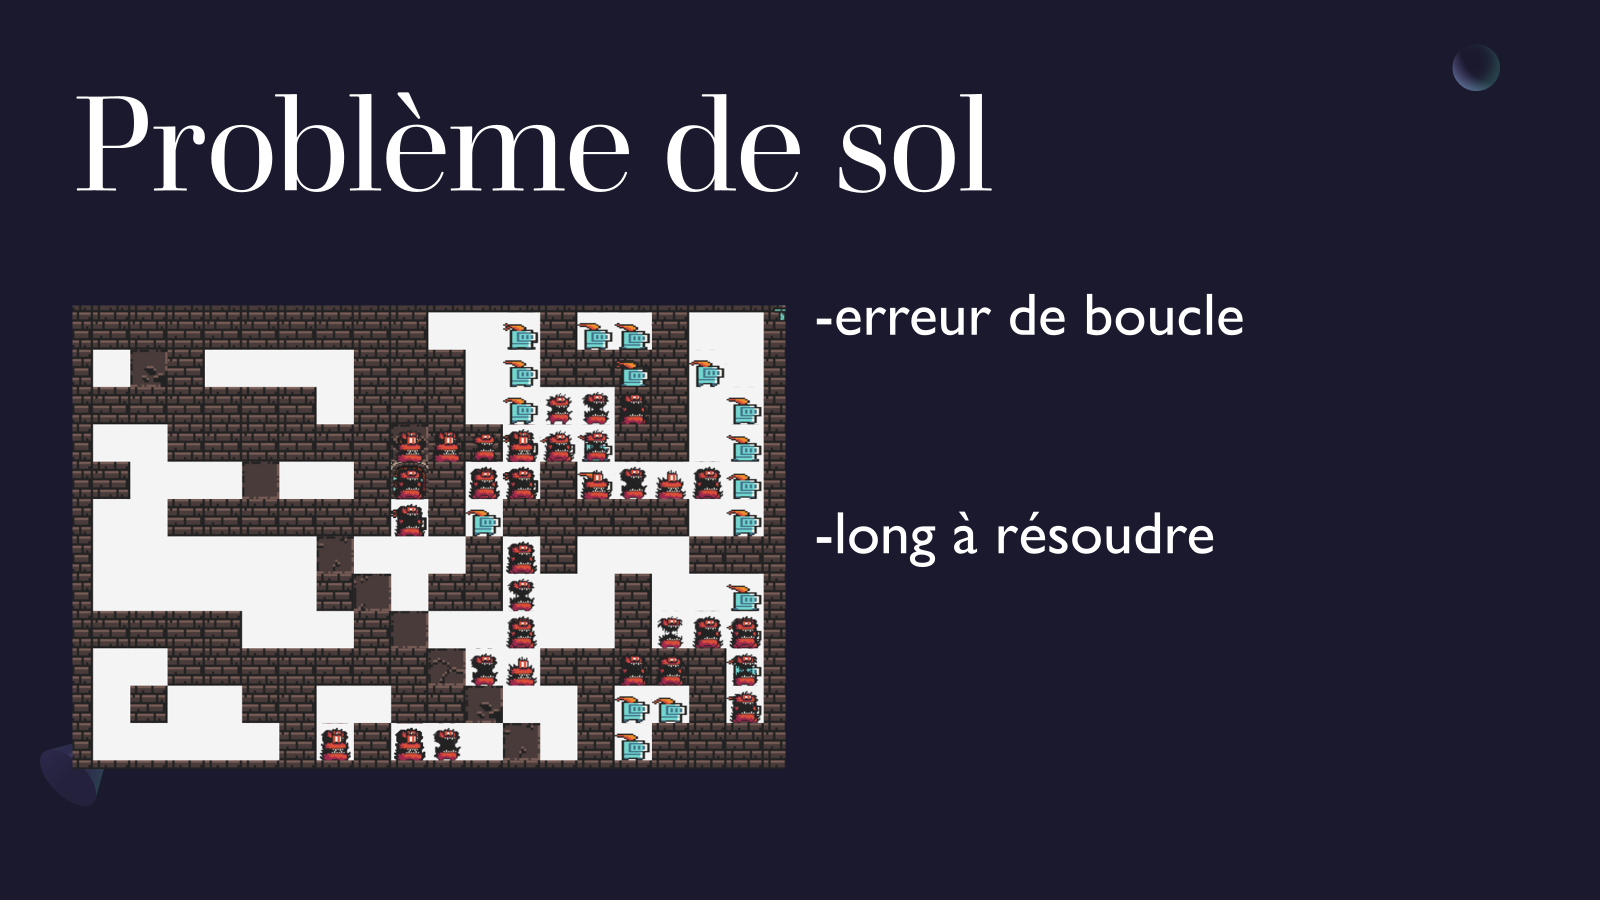 Problème de sol
-erreur de boucle
-long à résoudre